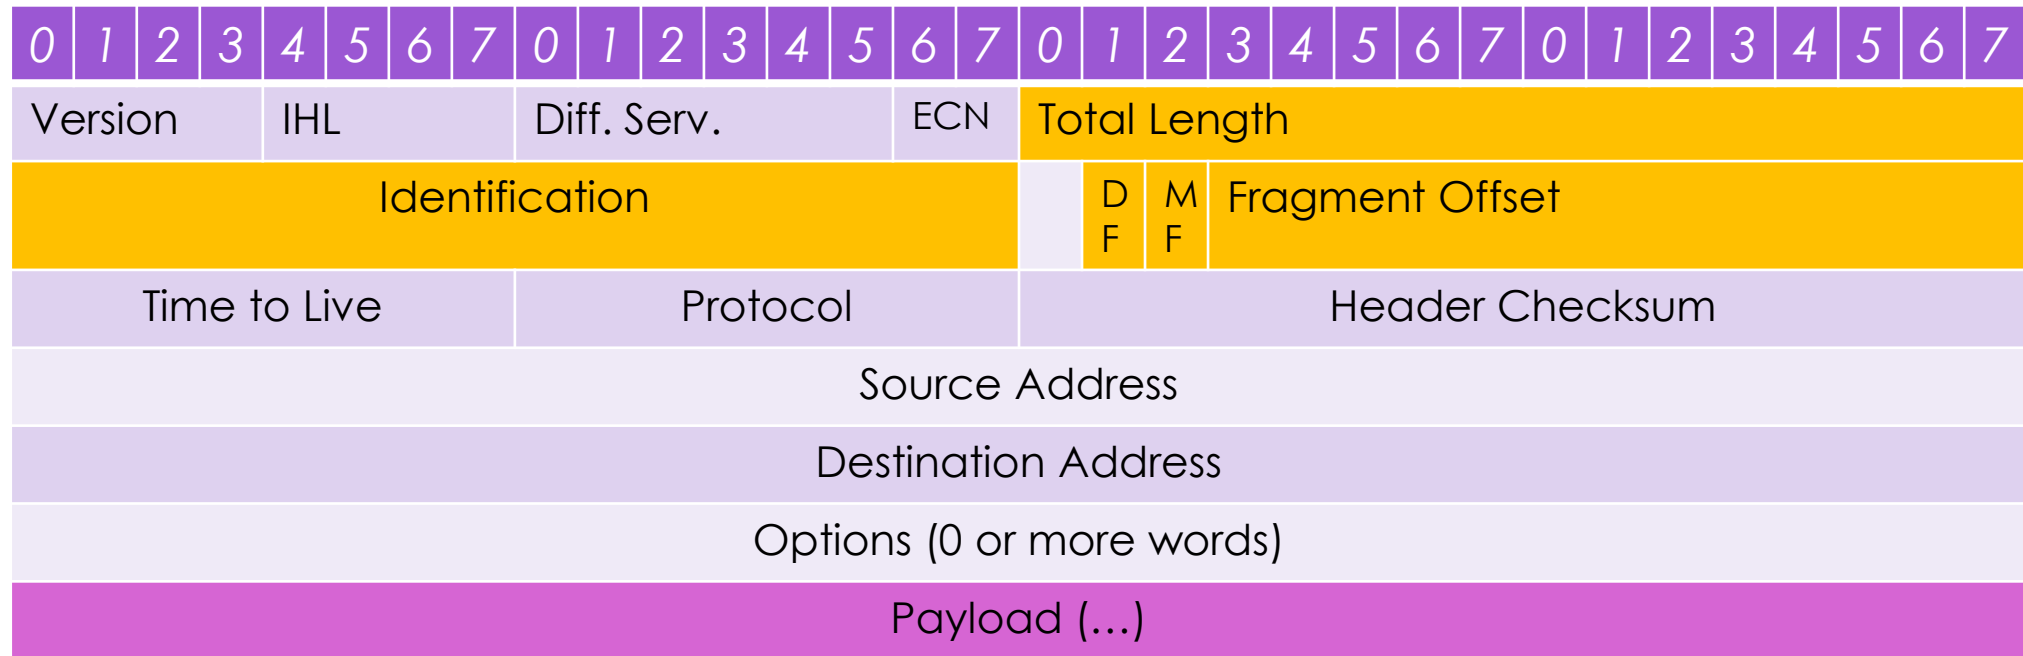 0 1 2 3 4 5 6 7 0 1 2 3 4 5 6 7 0 1 2 3 4 5 6 7 0 1 2 3 4 5 6 7
Version IHL Diff. Serv. ECN Total Length
Identification D F M F Fragment Offset
Time to Live Protocol Header Checksum
Source Address
Destination Address
Options (0 or more words)
Payload (…)